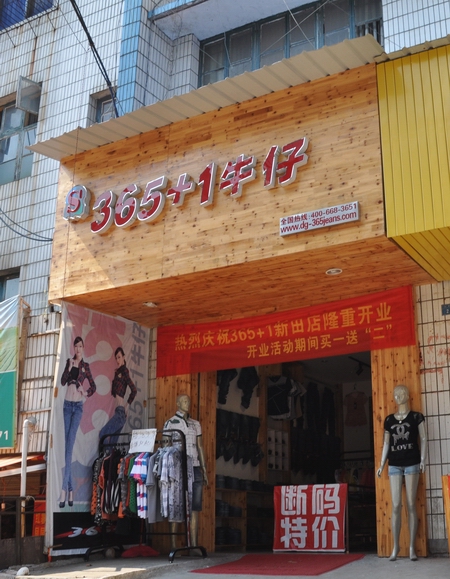 365+1牛仔
全国热线:400-668-3651
www.dg-365jeans.com
热烈庆祝365+1新田店隆重开业
开业活动期间买一送“二”
断码
特价
LOVE
71